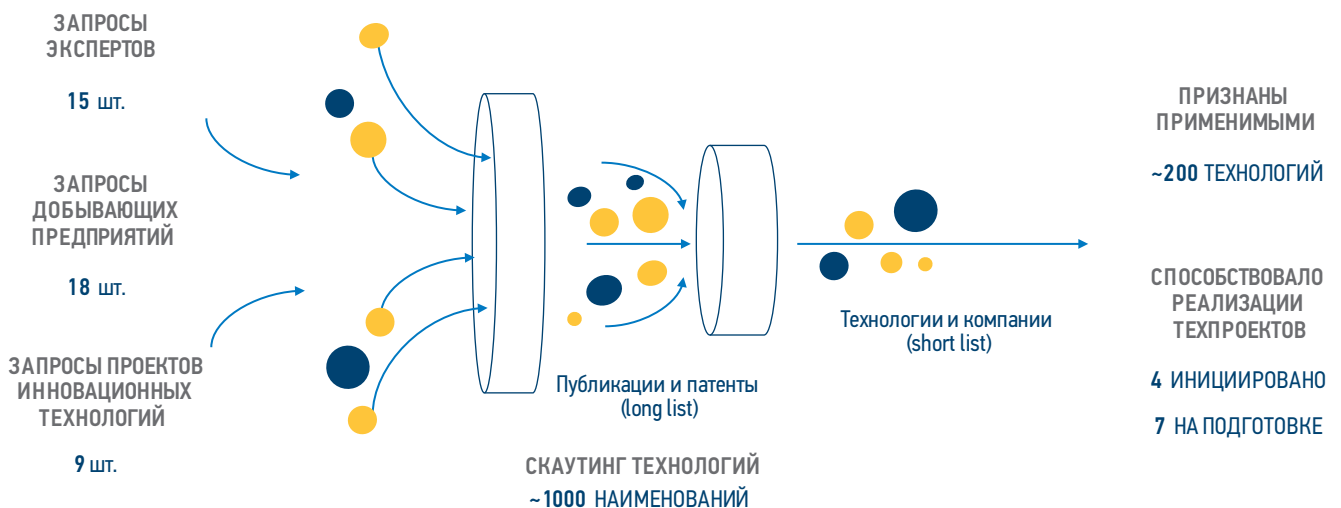 ЗАПРОСЫ
ЭКСПЕРТОВ
15 шт.
ЗАПРОСЫ
ДОБЫВАЮЩИХ
ПРЕДПРИЯТИЙ
18 шт.
ЗАПРОСЫ ПРОЕКТОВ
ИННОВАЦИОННЫХ
ТЕХНОЛОГИЙ
9 шт.
Публикации и патенты
(long list)
СКАУТИНГ ТЕХНОЛОГИЙ
~1000 НАИМЕНОВАНИЙ
Технологии и компании
(short list)
ПРИЗНАНЫ
ПРИМЕНИМЫМИ
~200 ТЕХНОЛОГИЙ
СПОСОБСТВОВАЛО
РЕАЛИЗАЦИИ
ТЕХПРОЕКТОВ
4 ИНИЦИИРОВАНО
7 НА ПОДГОТОВКЕ